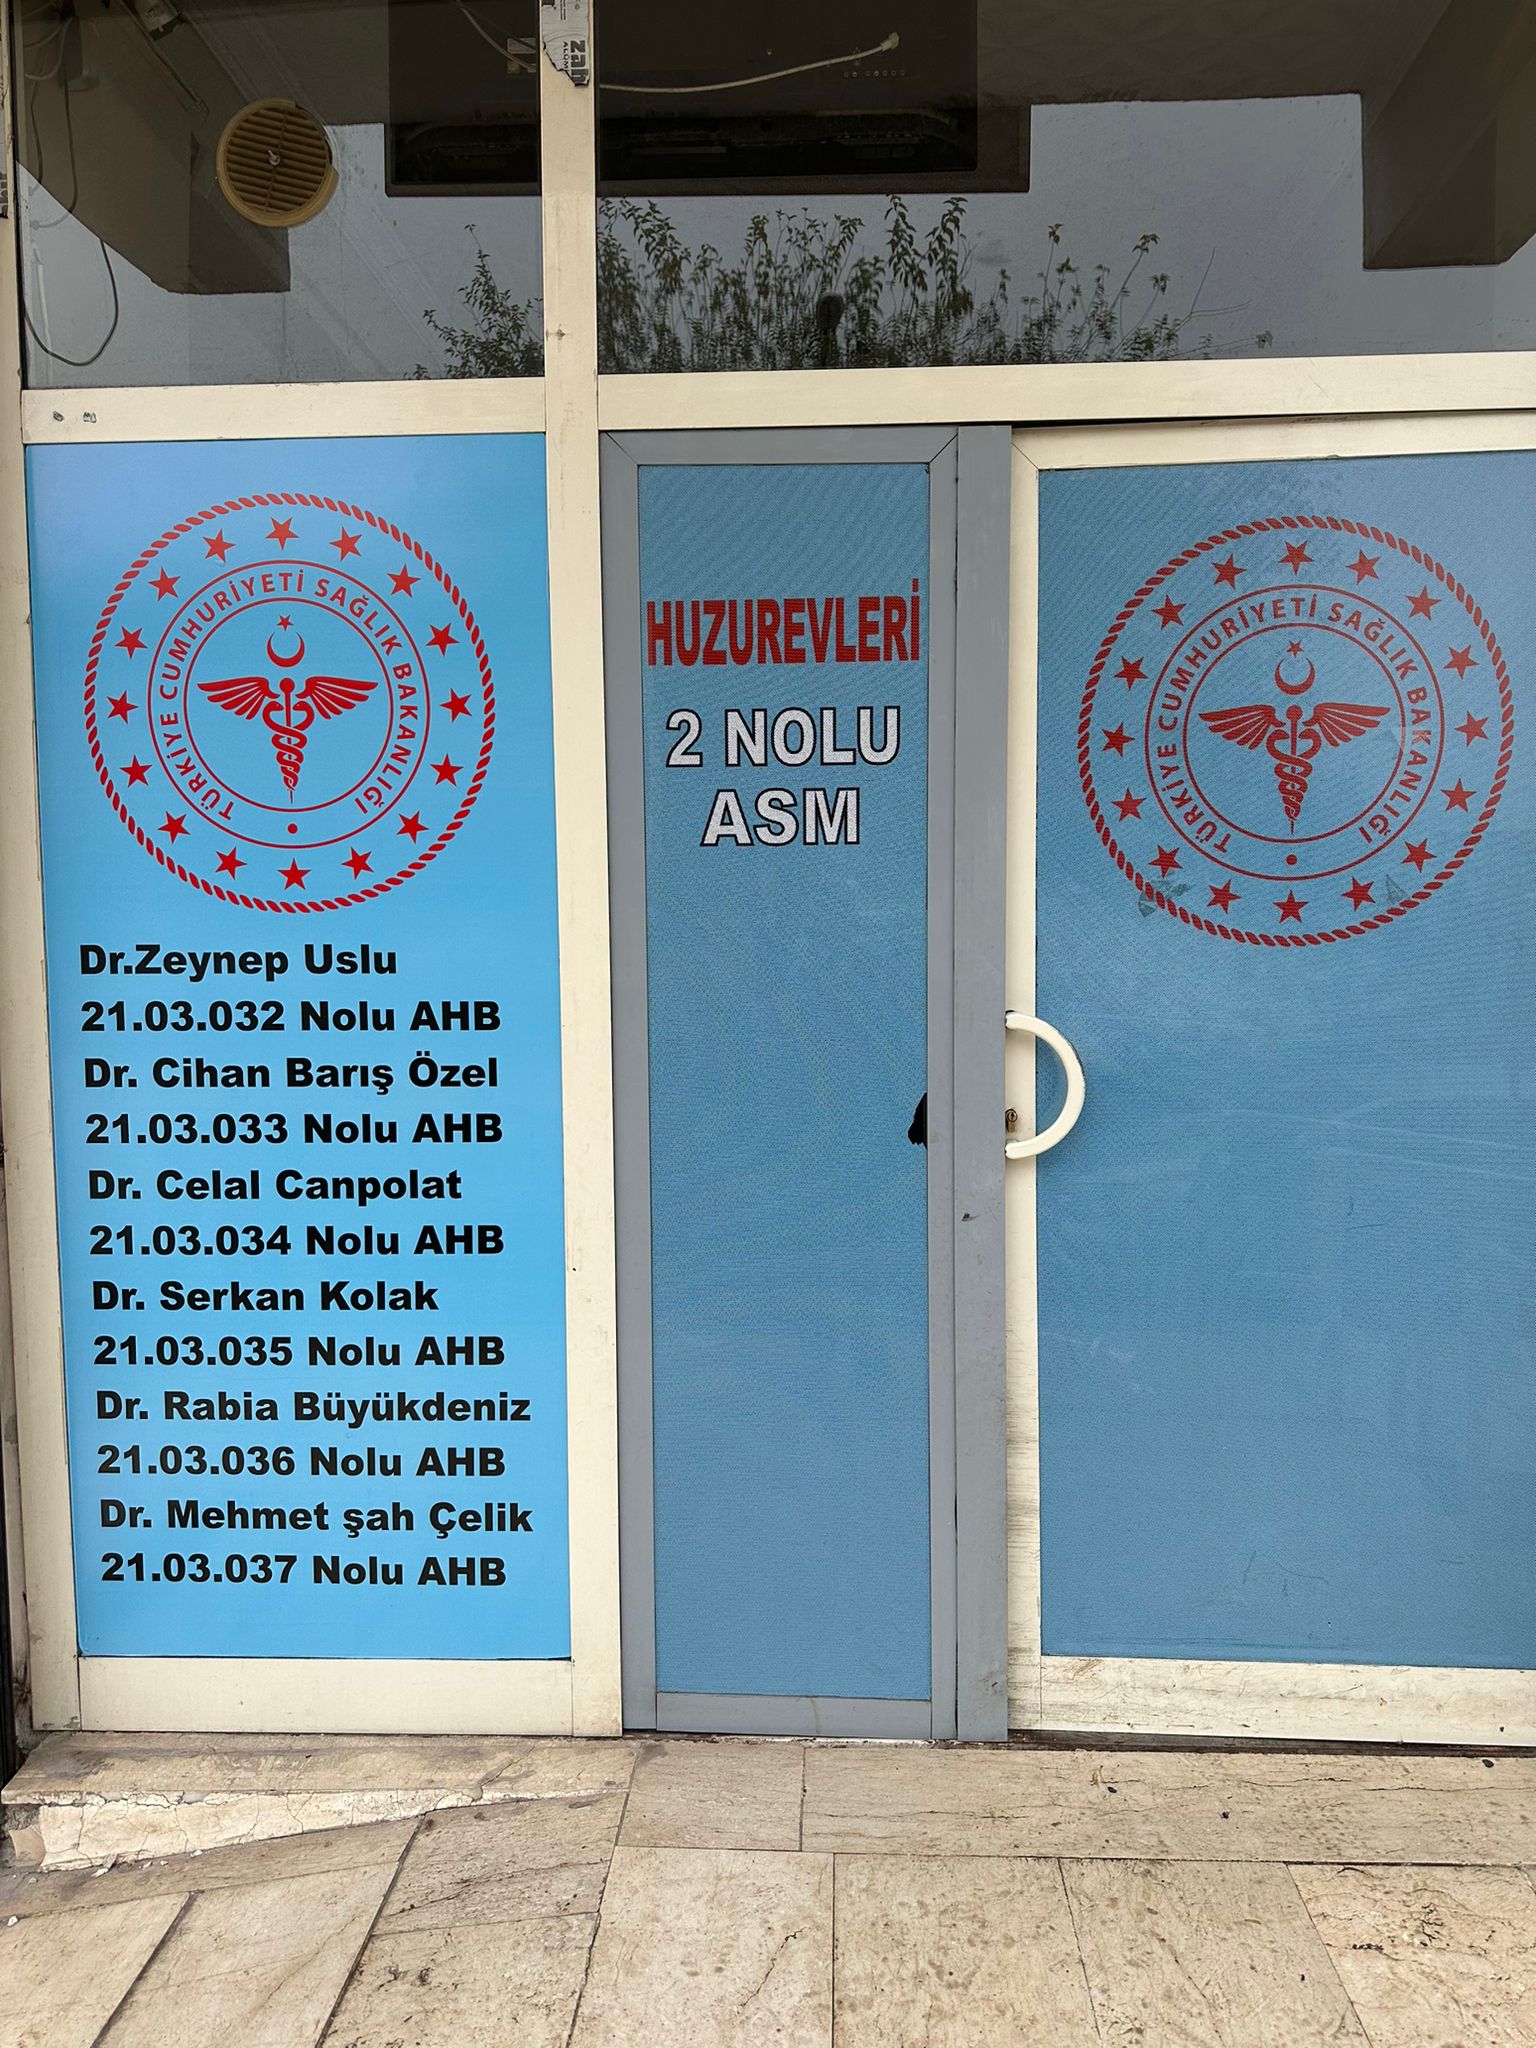 TÜRKİYE CUMHURİYETİ SAĞLIK BAKANLIĞI
Dr.Zeynep Uslu
21.03.032 Nolu AHB
Dr. Cihan Barış Özel
21.03.033 Nolu AHB
Dr. Celal Canpolat
21.03.034 Nolu AHB
Dr. Serkan Kolak
21.03.035 Nolu AHB
Dr. Rabia Büyükdeniz
21.03.036 Nolu AHB
Dr. Mehmet şah Çelik
21.03.037 Nolu AHB
HUZUREVLERİ
2 NOLU
ASM
TÜRKİYE CUMHURİYETİ SAĞLIK BAKANLIĞI